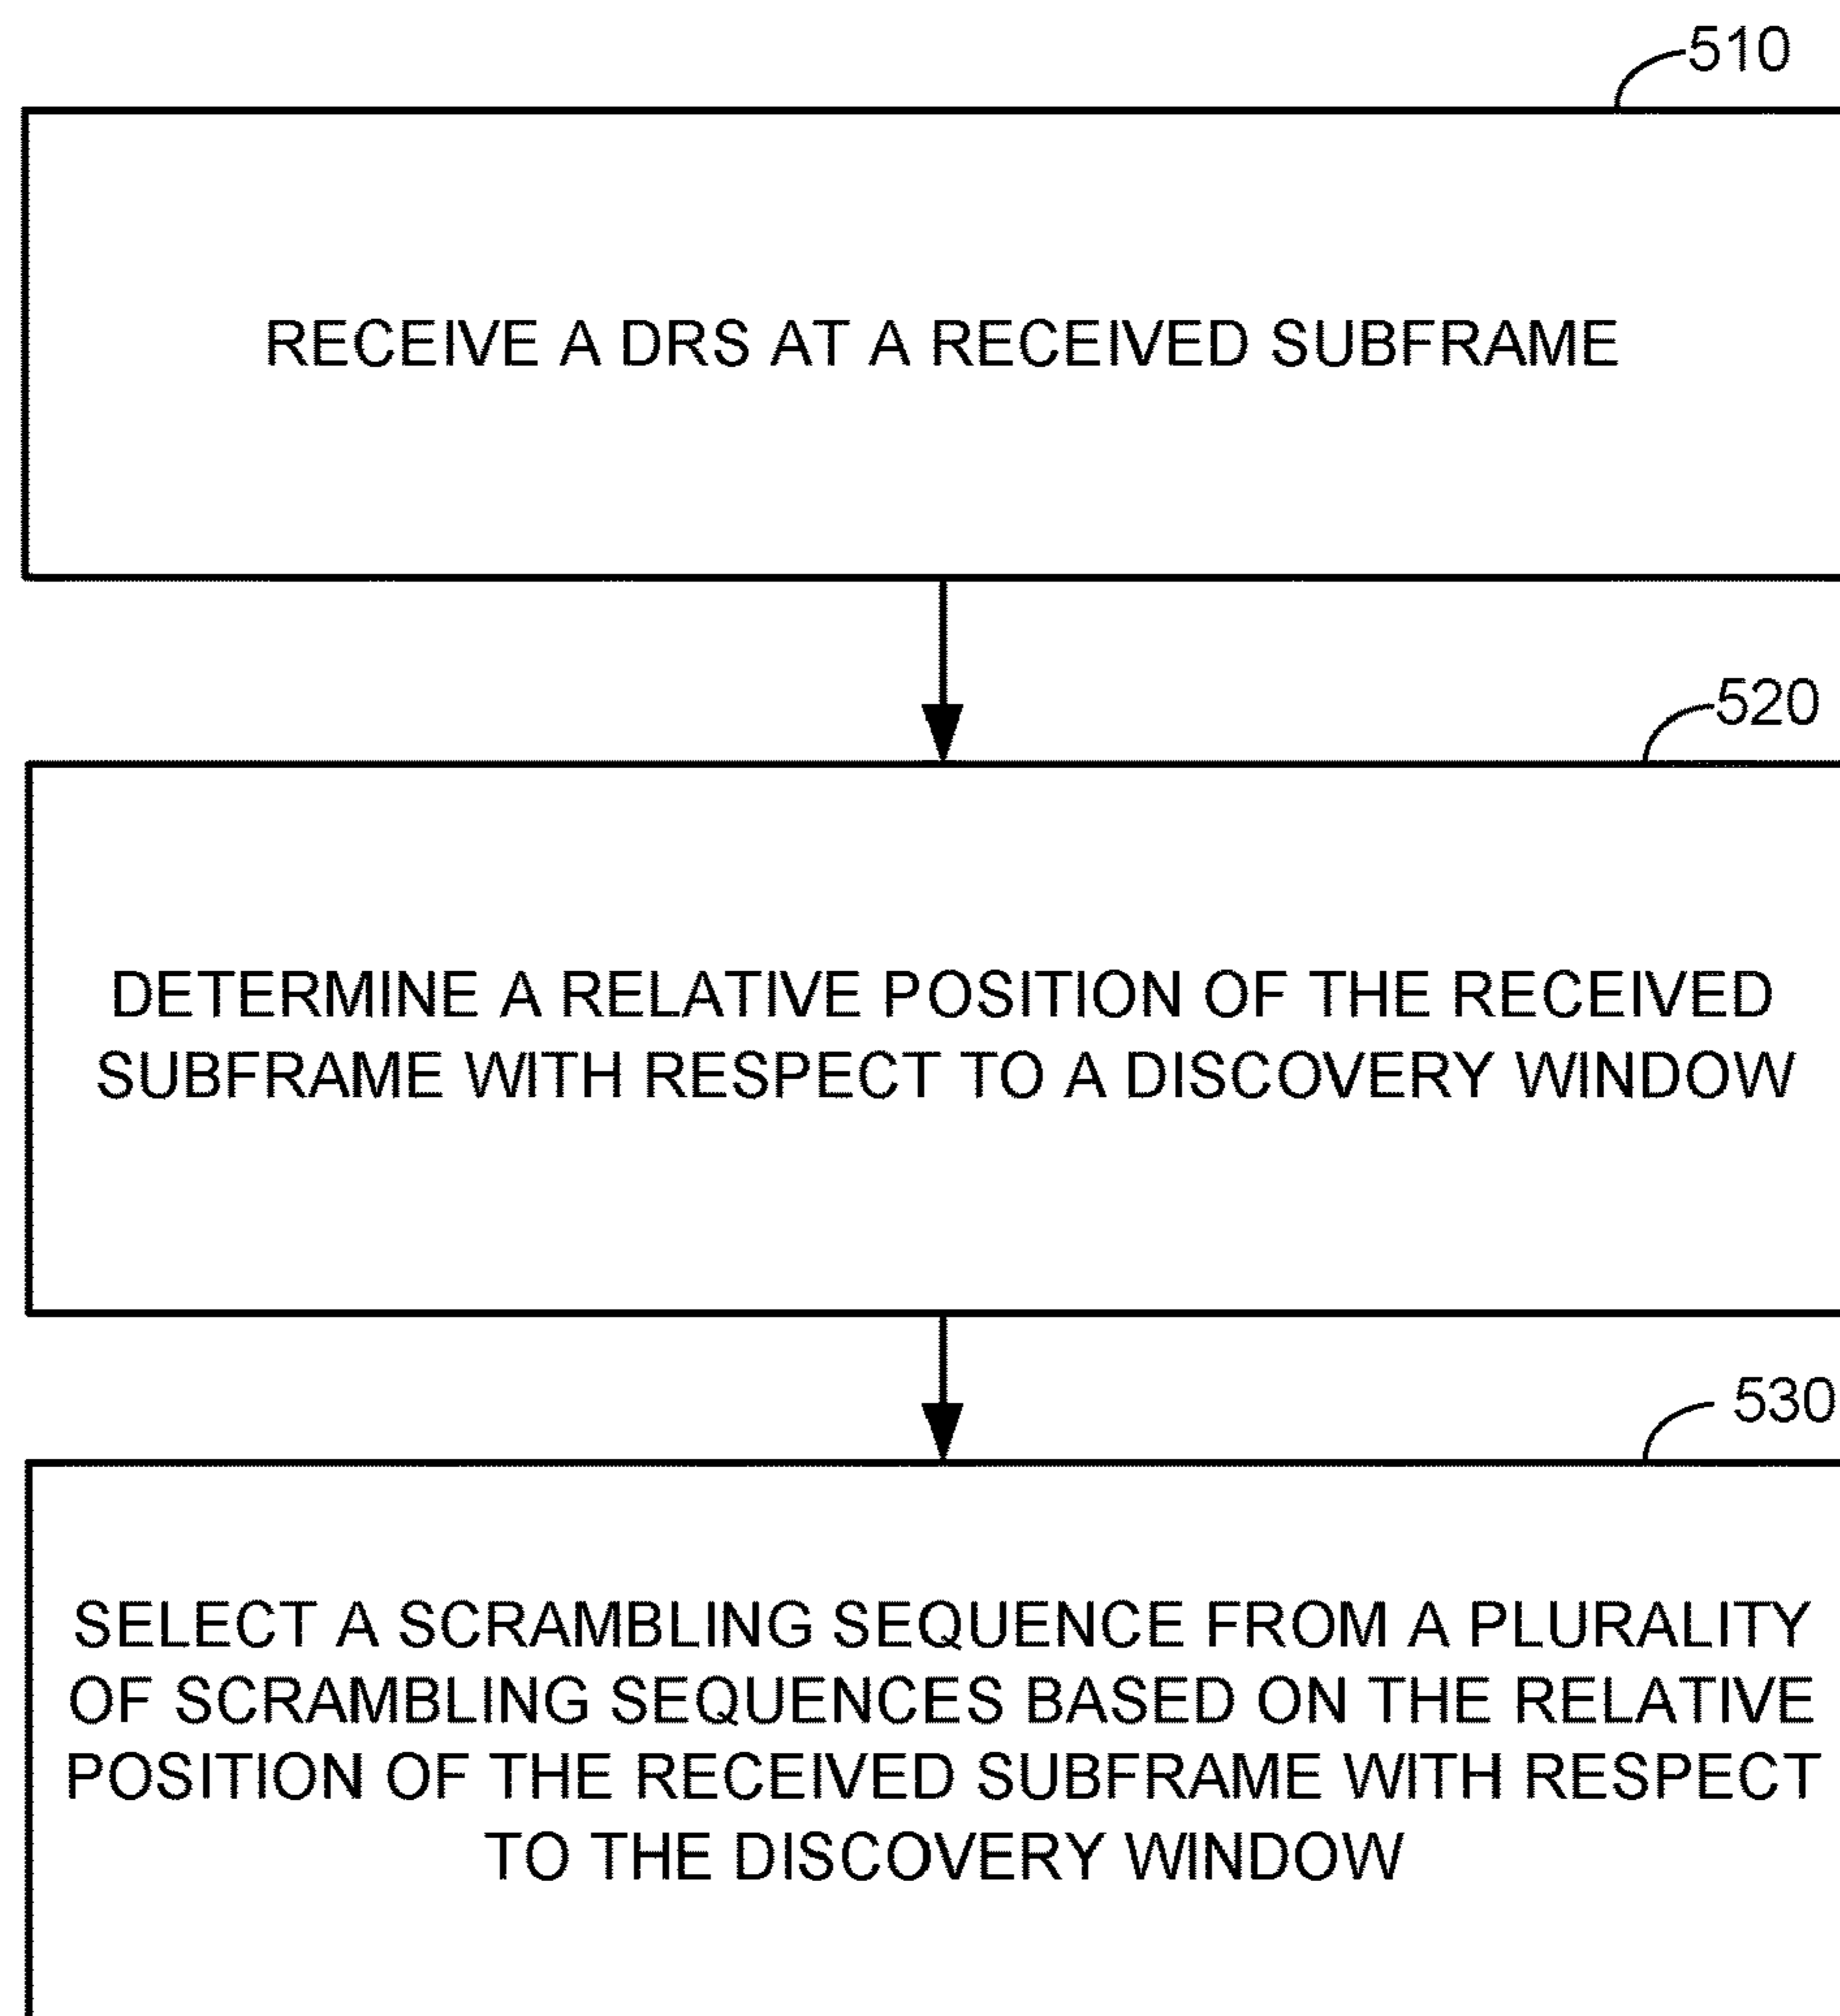 510
RECEIVE A DRS AT A RECEIVED SUBFRAME
520
DETERMINE A RELATIVE POSITION OF THE RECEIVED
SUBFRAME WITH RESPECT TO A DISCOVERY WINDOW
530
SELECT A SCRAMBLING SEQUENCE FROM A PLURALITY
OF SCRAMBLING SEQUENCES BASED ON THE RELATIVE
POSITION OF THE RECEIVED SUBFRAME WITH RESPECT
TO THE DISCOVERY WINDOW